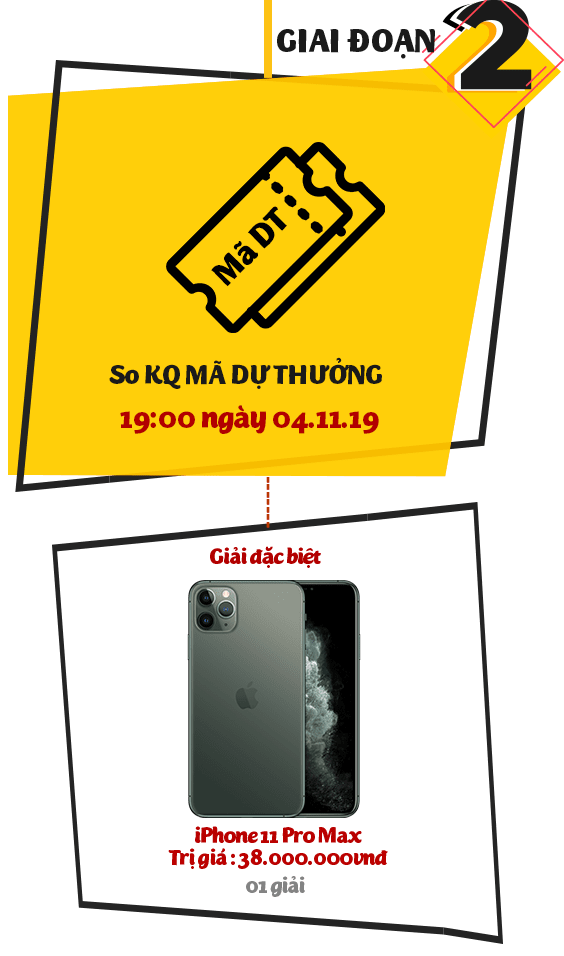 GIAI ĐOẠN 2
Mã DT
So KQ MÃ DỰ THƯỞNG
19:00 ngày 04.11.19
Giải đặc biệt
iPhone 11 Pro Max
Trị giá : 38.000.000vnđ
01 giải